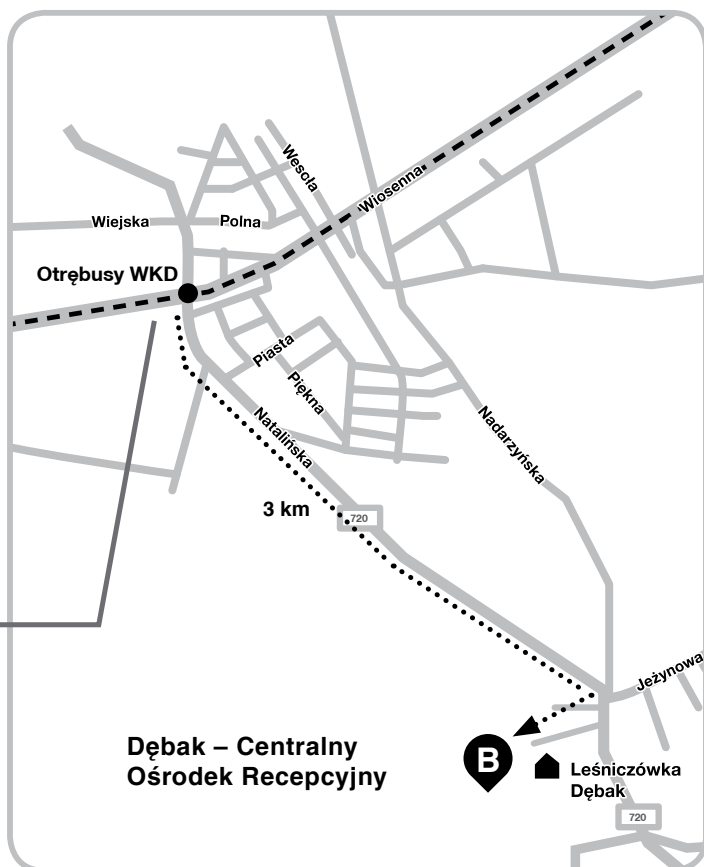 Wesoła
Wiosenna
Wiejska
Polna
Otrębusy WKD
Piasta
Piękna
Natalińska
Nadarzyńska
3 km
720
Jeżynowa
Dębak – Centralny
Ośrodek Recepcyjny
B
Leśniczówka
Dębak
720